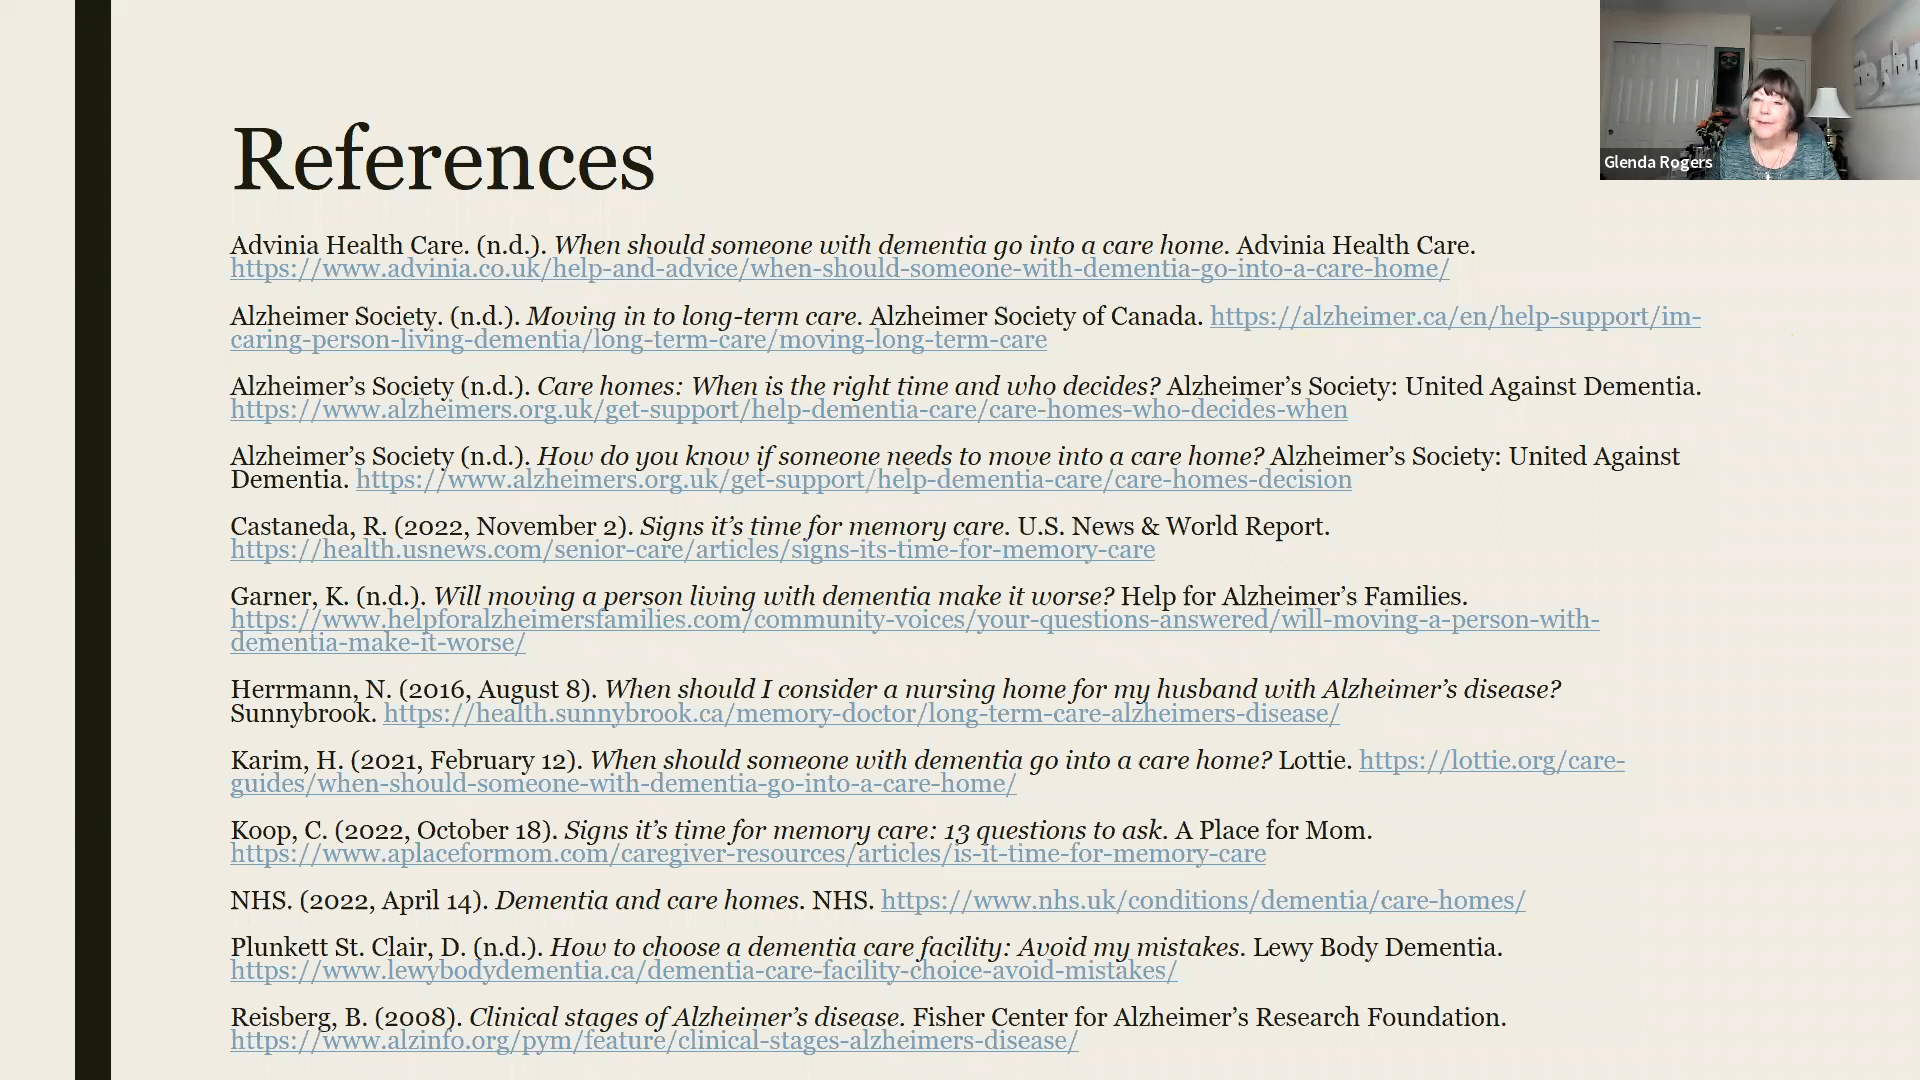 References
Glenda Rogers
Advinia Health Care. (n.d.). When should someone with dementia go into a care home. Advinia Health Care.
https://www.advinia.co.uk/help-and-advice/when-should-someone-with-dementia-go-into-a-care-home/
Alzheimer Society. (n.d.). Moving in to long-term care. Alzheimer Society of Canada. https://alzheimer.ca/en/help-support/im-
caring-person-living-dementia/long-term-care/moving-long-term-care
Alzheimer’s Society (n.d.). Care homes: When is the right time and who decides? Alzheimer’s Society: United Against Dementia.
https://www.alzheimers.org.uk/get-support/help-dementia-care/care-homes-who-decides-when
Alzheimer’s Society (n.d.). How do you know if someone needs to move into a care home? Alzheimer’s Society: United Against
Dementia. https://www.alzheimers.org.uk/get-support/help-dementia-care/care-homes-decision
Castaneda, R. (2022, November 2). Signs it’s time for memory care. U.S. News & World Report.
https://health.usnews.com/senior-care/articles/signs-its-time-for-memory-care
Garner, K. (n.d.). Will moving a person living with dementia make it worse? Help for Alzheimer’s Families.
https://www.helpforalzheimersfamilies.com/community-voices/your-questions-answered/will-moving-a-person-with-
dementia-make-it-worse/
Herrmann, N. (2016, August 8). When should I consider a nursing home for my husband with Alzheimer’s disease?
Sunnybrook. https://health.sunnybrook.ca/memory-doctor/long-term-care-alzheimers-disease/
Karim, H. (2021, February 12). When should someone with dementia go into a care home? Lottie. https://lottie.org/care-
guides/when-should-someone-with-dementia-go-into-a-care-home/
Koop, C. (2022, October 18). Signs it’s time for memory care: 13 questions to ask. A Place for Mom.
https://www.aplaceformom.com/caregiver-resources/articles/is-it-time-for-memory-care
NHS. (2022, April 14). Dementia and care homes. NHS. https://www.nhs.uk/conditions/dementia/care-homes/
Plunkett St. Clair, D. (n.d.). How to choose a dementia care facility: Avoid my mistakes. Lewy Body Dementia.
https://www.lewybodydementia.ca/dementia-care-facility-choice-avoid-mistakes/
Reisberg, B. (2008). Clinical stages of Alzheimer’s disease. Fisher Center for Alzheimer’s Research Foundation.
https://www.alzinfo.org/pym/feature/clinical-stages-alzheimers-disease/